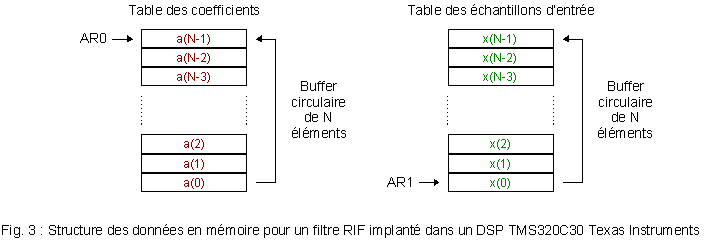 Table des coefficients
AR0
a(N-1)
a(N-2)
a(N-3)
a(2)
a(1)
a(0)
Buffer
circulaire
de N
éléments
Table des échantillons d'entrée
x(N-1)
x(N-2)
x(N-3)
x(2)
x(1)
AR1
x(0)
Buffer
circulaire
de N
éléments
Fig. 3 : Structure des données en mémoire pour un filtre RIF implanté dans un DSP TMS320C30 Texas Instruments